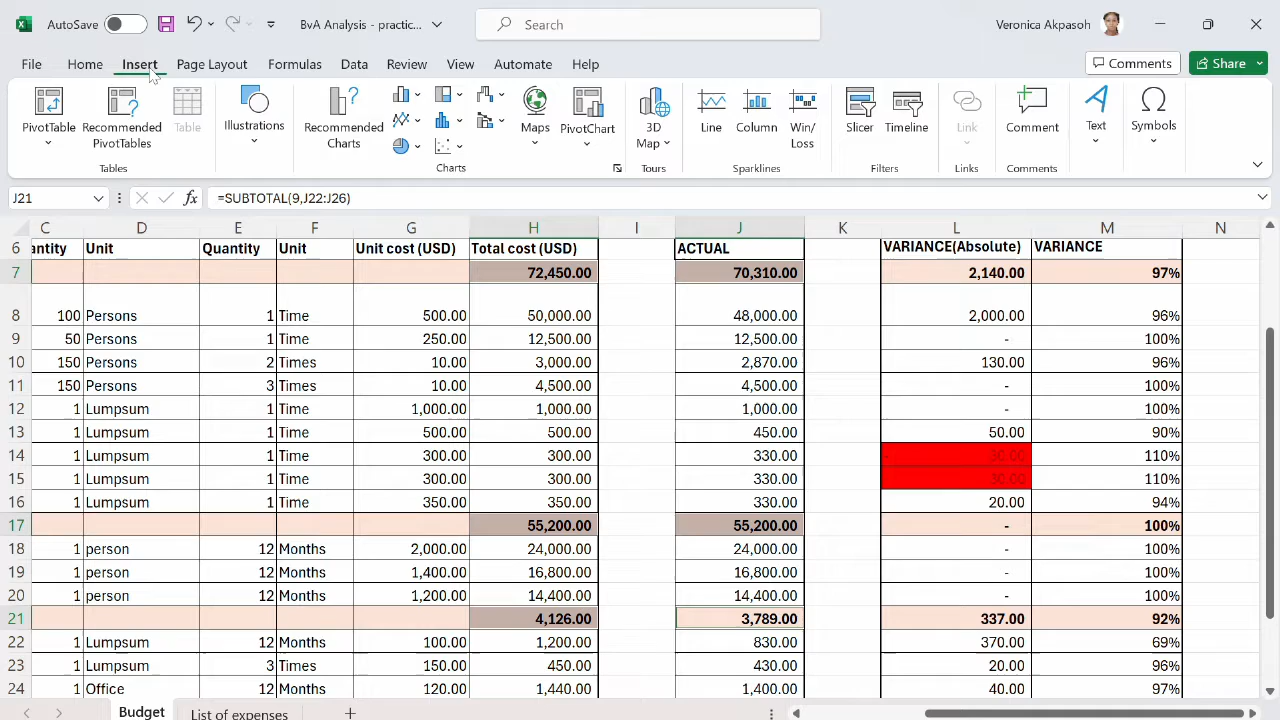 AutoSave BvA Analysis - practic... Search Veronica Akpasoh
File Home Insert Page Layout Formulas Data Review View Automate Help Comments Share
PivotTable Recommended PivotTables Table Illustrations Recommended Charts Maps PivotChart 3D Map Line Column Win/Loss Slicer Timeline Link Comment Text Symbols
Tables Charts Tours Sparklines Filters Links Comments
J21 fx =SUBTOTAL(9,J22:J26)
C D E F G H I J K L M N
6 antity Unit Quantity Unit Unit cost (USD) Total cost (USD) ACTUAL VARIANCE(Absolute) VARIANCE
7 72,450.00 70,310.00 2,140.00 97%
8 100 Persons 1 Time 500.00 50,000.00 48,000.00 2,000.00 96%
9 50 Persons 1 Time 250.00 12,500.00 12,500.00 - 100%
10 150 Persons 2 Times 10.00 3,000.00 2,870.00 130.00 96%
11 150 Persons 3 Times 10.00 4,500.00 4,500.00 - 100%
12 1 Lumpsum 1 Time 1,000.00 1,000.00 1,000.00 - 100%
13 1 Lumpsum 1 Time 500.00 500.00 450.00 50.00 90%
14 1 Lumpsum 1 Time 300.00 300.00 330.00 - 30.00 110%
15 1 Lumpsum 1 Time 300.00 300.00 330.00 - 30.00 110%
16 1 Lumpsum 1 Time 350.00 350.00 330.00 20.00 94%
17 55,200.00 55,200.00 - 100%
18 1 person 12 Months 2,000.00 24,000.00 24,000.00 - 100%
19 1 person 12 Months 1,400.00 16,800.00 16,800.00 - 100%
20 1 person 12 Months 1,200.00 14,400.00 14,400.00 - 100%
21 4,126.00 3,789.00 337.00 92%
22 1 Lumpsum 12 Months 100.00 1,200.00 830.00 370.00 69%
23 1 Lumpsum 3 Times 150.00 450.00 430.00 20.00 96%
24 1 Office 12 Months 120.00 1,440.00 1,400.00 40.00 97%
Budget List of expenses